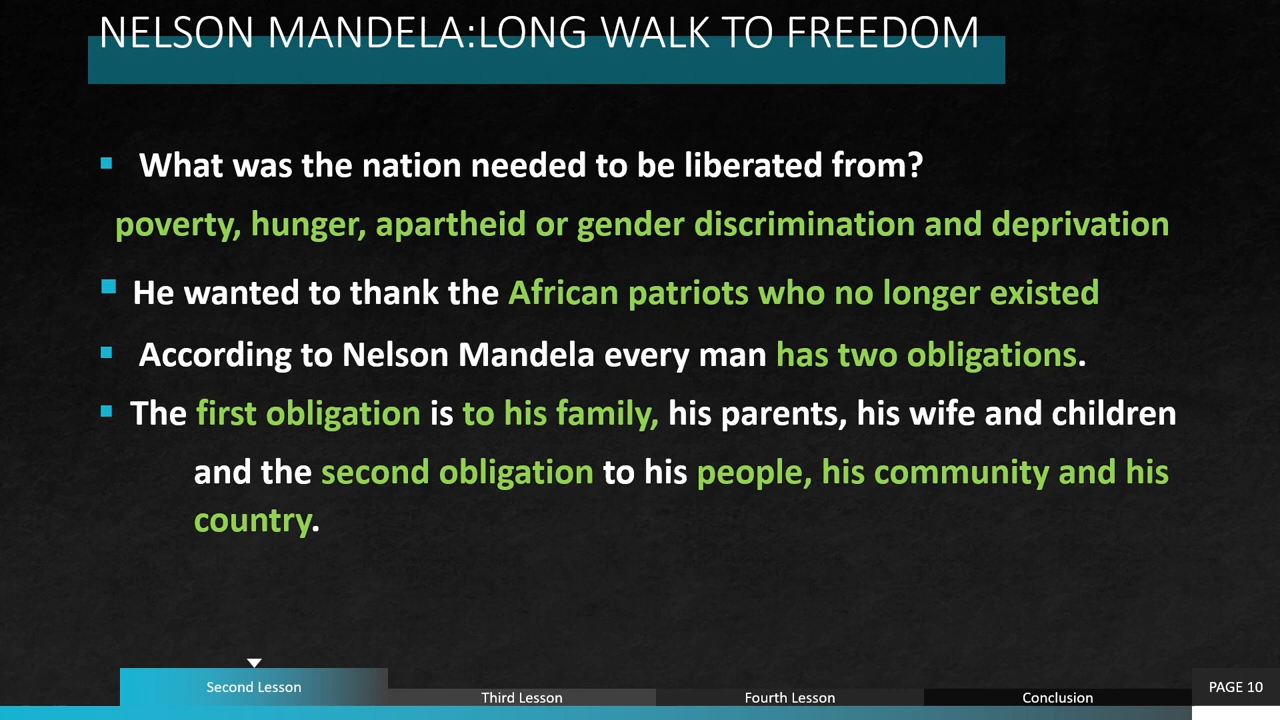 NELSON MANDELA:LONG WALK TO FREEDOM
What was the nation needed to be liberated from?
poverty, hunger, apartheid or gender discrimination and deprivation
He wanted to thank the African patriots who no longer existed
According to Nelson Mandela every man has two obligations.
The first obligation is to his family, his parents, his wife and children
and the second obligation to his people, his community and his
country.
Second Lesson
Third Lesson
Fourth Lesson
Conclusion
PAGE 10